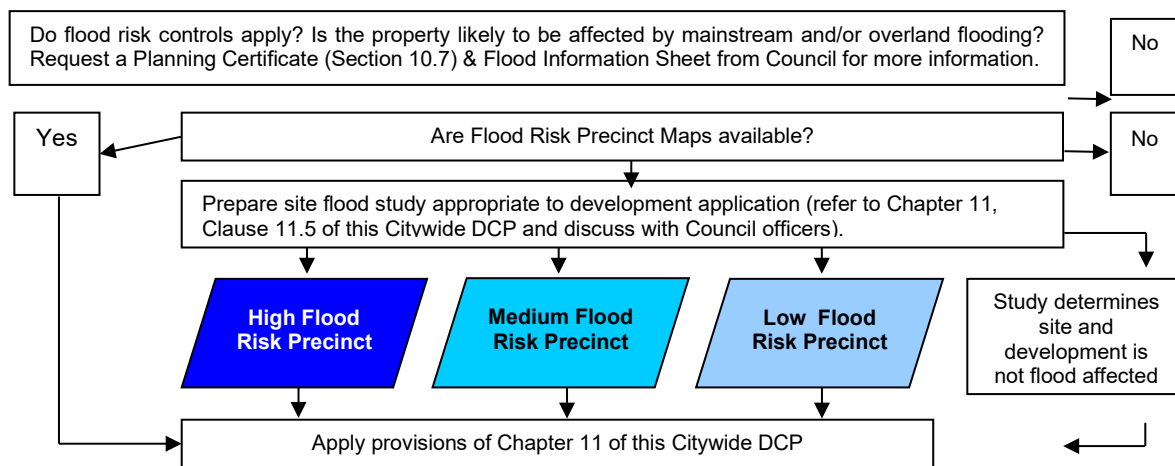 Do flood risk controls apply? Is the property likely to be affected by mainstream and/or overland flooding?
Request a Planning Certificate (Section 10.7) & Flood Information Sheet from Council for more information.
No
Yes
Are Flood Risk Precinct Maps available?
No
Prepare site flood study appropriate to development application (refer to Chapter 11,
Clause 11.5 of this Citywide DCP and discuss with Council officers).
High Flood
Risk Precinct
Medium Flood
Risk Precinct
Low Flood
Risk Precinct
Study determines
site and
development is
not flood affected
Apply provisions of Chapter 11 of this Citywide DCP